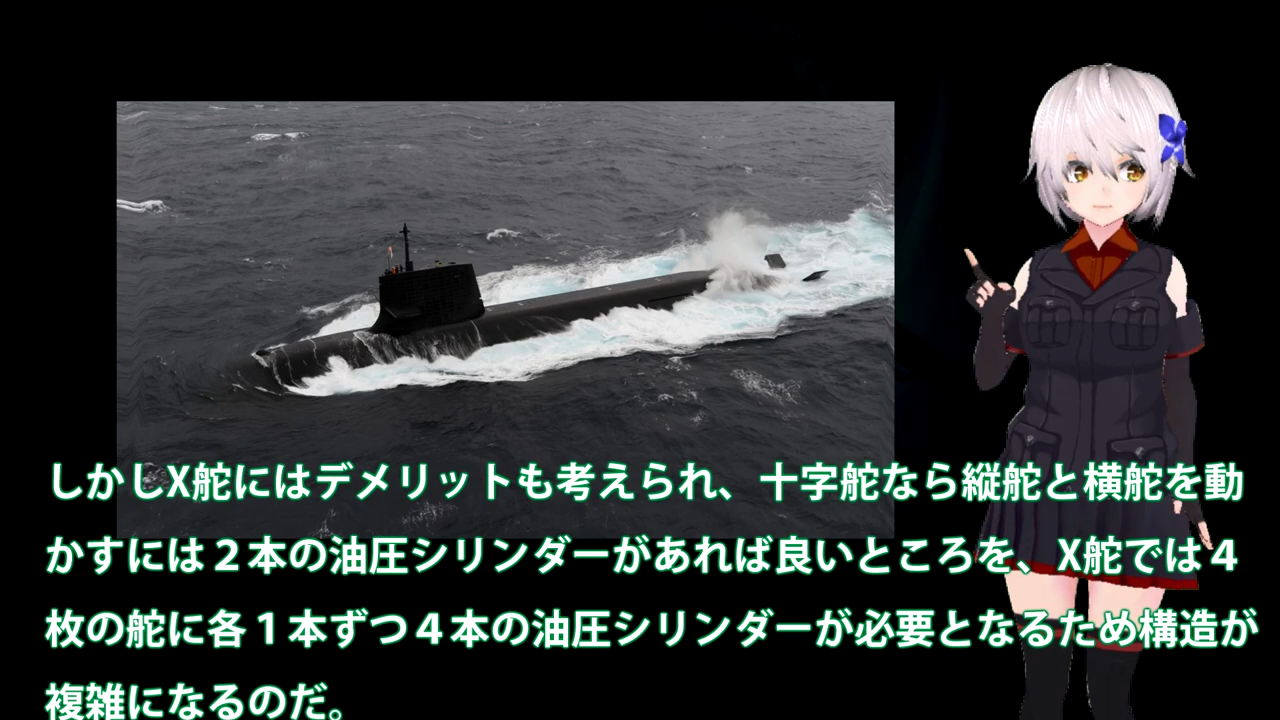 しかしX舵にはデメリットも考えられ、十字舵なら縦舵と横舵を動
かすには２本の油圧シリンダーがあれば良いところを、X舵では４
枚の舵に各１本ずつ４本の油圧シリンダーが必要となるため構造が
複雑になるのだ。